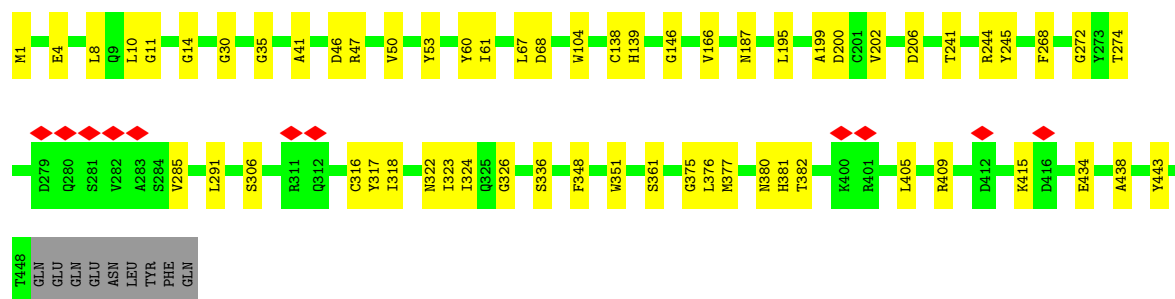 M1 E4 L8 Q9 L10 G11 G14 G30 G35 A41 D46 R47 V50 Y53 Y60 I61 L67 D68 W104 C138 H139 G146 V166 N187 L195 A199 D200 C201 V202 D206 T241 R244 Y245 F268 G272 Y273 T274
D279 Q280 S281 V282 A283 S284 V285 L291 S306 R311 Q312 C316 Y317 I318 N322 I323 I324 Q325 G326 S336 F348 W351 S361 G375 L376 M377 N380 H381 T382 K400 R401 L405 R409 D412 K415 D416 E434 A438 Y443
T448 GLN GLU GLN GLU ASN LEU TYR PHE GLN